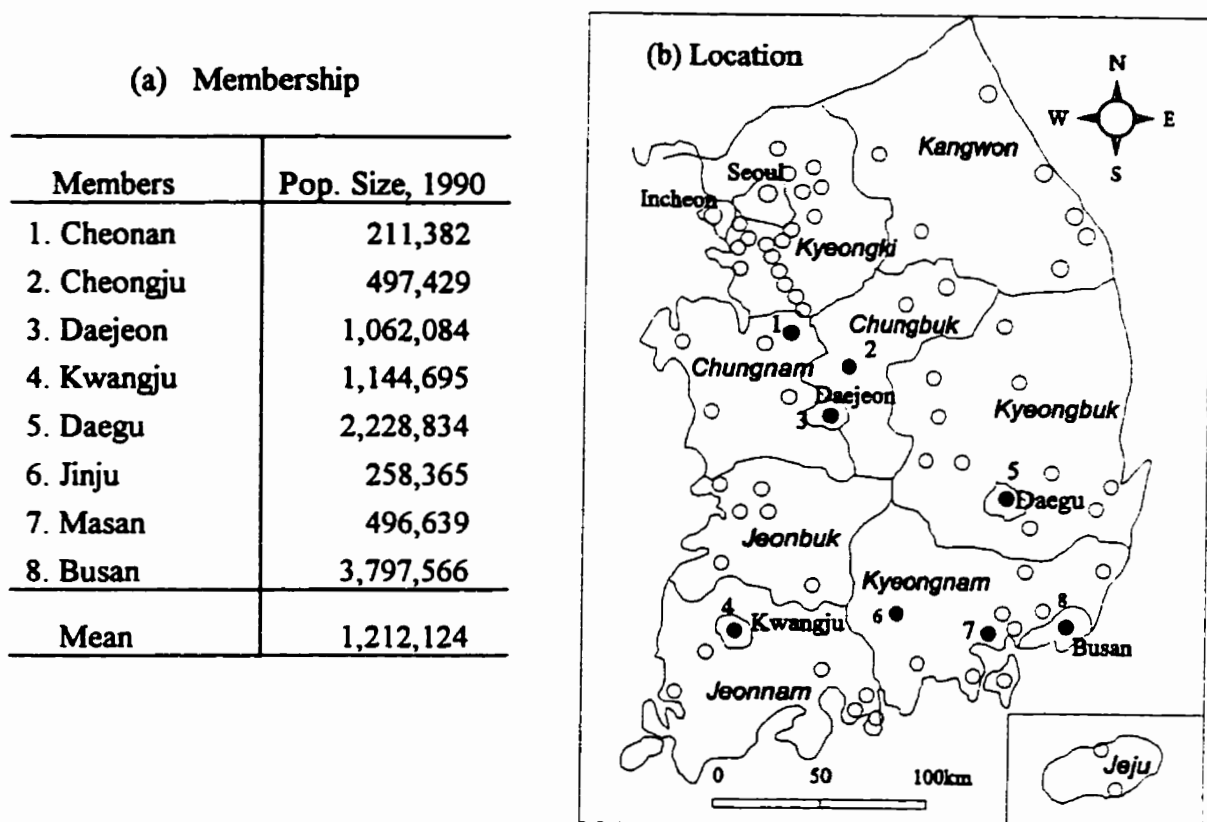 (a) Membership
Members Pop. Size, 1990
1. Cheonan 211,382
2. Cheongju 497,429
3. Daejeon 1,062,084
4. Kwangju 1,144,695
5. Daegu 2,228,834
6. Jinju 258,365
7. Masan 496,639
8. Busan 3,797,566
Mean 1,212,124
(b) Location
N
W E
S
Kangwon
Seoul
Incheon
Kyeongki
1
Chungbuk
2
Chungnam
Daejeon
3
Kyeongbuk
5
Daegu
Jeonbuk
Kyeongnam
4
Kwangju
6
7
8
Busan
Jeonnam
Jeju
0 50 100km